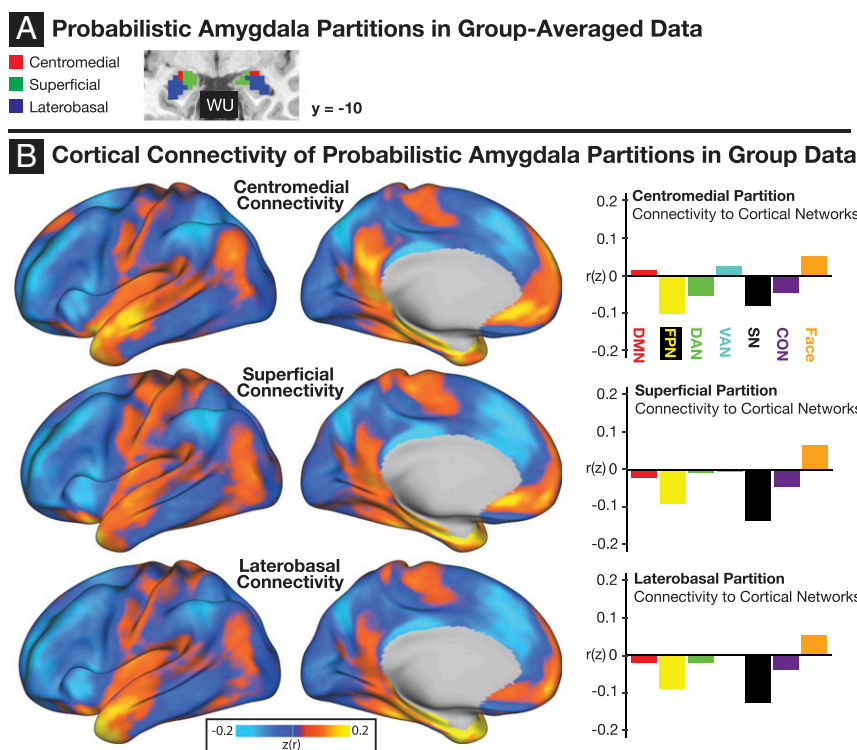 A Probabilistic Amygdala Partitions in Group-Averaged Data
Centromedial
Superficial
Laterobasal
WU
y = -10
B Cortical Connectivity of Probabilistic Amygdala Partitions in Group Data
Centromedial
Connectivity
Centromedial Partition
Connectivity to Cortical Networks
0.2
0.1
r(z) 0
-0.1
-0.2
DMN
FPN
DAN
VAN
SN
CON
Face
Superficial
Connectivity
Superficial Partition
Connectivity to Cortical Networks
0.2
0.1
r(z) 0
-0.1
-0.2
Laterobasal
Connectivity
Laterobasal Partition
Connectivity to Cortical Networks
0.2
0.1
r(z) 0
-0.1
-0.2
-0.2 0.2
z(r)